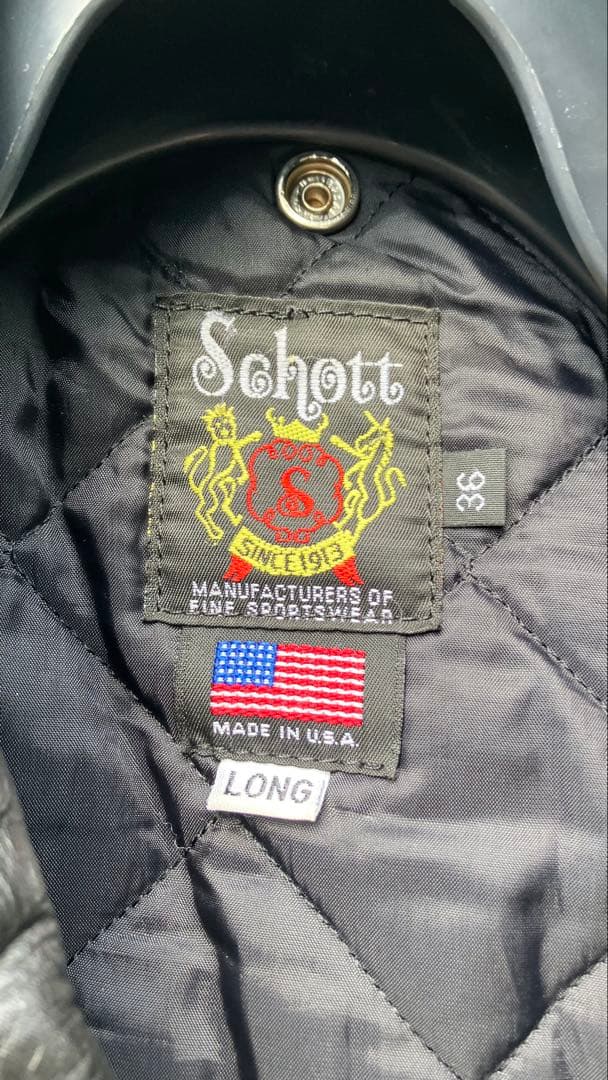 Schott
S
SINCE 1913
MANUFACTURERS OF
FINE SPORTSWEAR
36
MADE IN U.S.A.
LONG